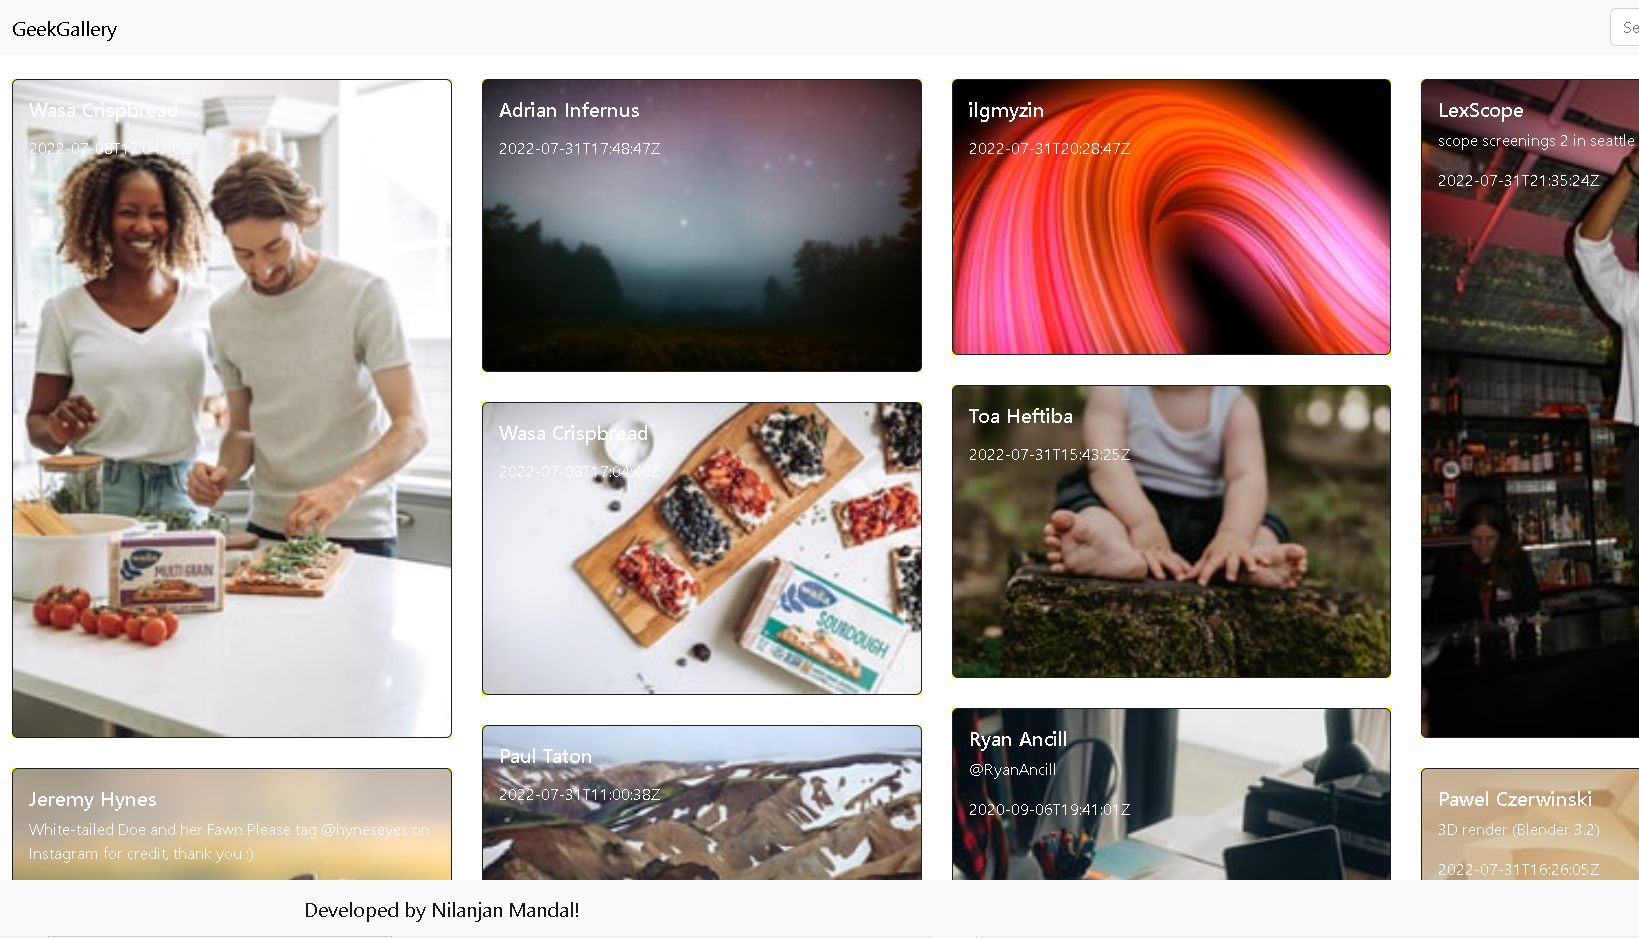 GeekGallery
Se
Wasa Crispbread
2022-07-08T17:04:40Z
MULTI GRAIN
Jeremy Hynes
White-tailed Doe and her Fawn Please tag @hyneseyes on
Instagram for credit, thank you :)
Adrian Infernus
2022-07-31T17:48:47Z
Wasa Crispbread
2022-07-08T17:04:40Z
Wasa
SOURDOUGH
Paul Taton
2022-07-31T11:00:38Z
ilgmyzin
2022-07-31T20:28:47Z
Toa Heftiba
2022-07-31T15:43:25Z
Ryan Ancill
@RyanAncill
2020-09-06T19:41:01Z
LexScope
scope screenings 2 in seattle
2022-07-31T21:35:24Z
Pawel Czerwinski
3D render (Blender 3.2)
2022-07-31T16:26:05Z
Developed by Nilanjan Mandal!